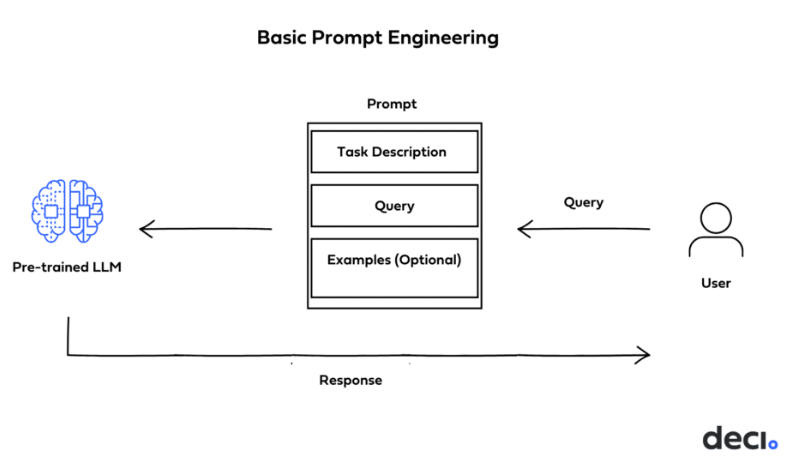 Basic Prompt Engineering
Prompt
Task Description
Query
Query
Examples (Optional)
Pre-trained LLM
User
Response
deci.